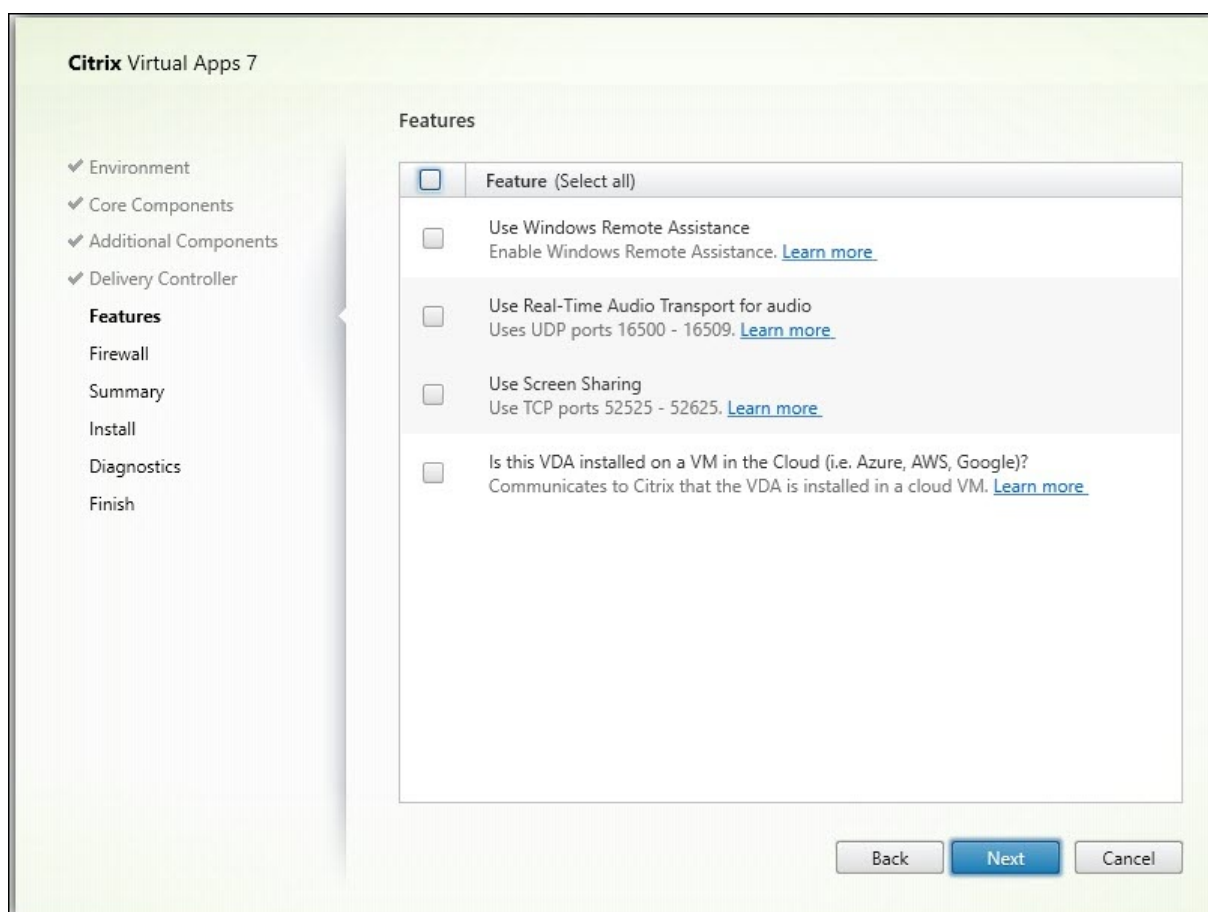 Citrix Virtual Apps 7
Features
Environment
Core Components
Additional Components
Delivery Controller
Features
Firewall
Summary
Install
Diagnostics
Finish
Feature (Select all)
Use Windows Remote Assistance
Enable Windows Remote Assistance. Learn more
Use Real-Time Audio Transport for audio
Uses UDP ports 16500 - 16509. Learn more
Use Screen Sharing
Use TCP ports 52525 - 52625. Learn more
Is this VDA installed on a VM in the Cloud (i.e. Azure, AWS, Google)?
Communicates to Citrix that the VDA is installed in a cloud VM. Learn more
Back
Next
Cancel